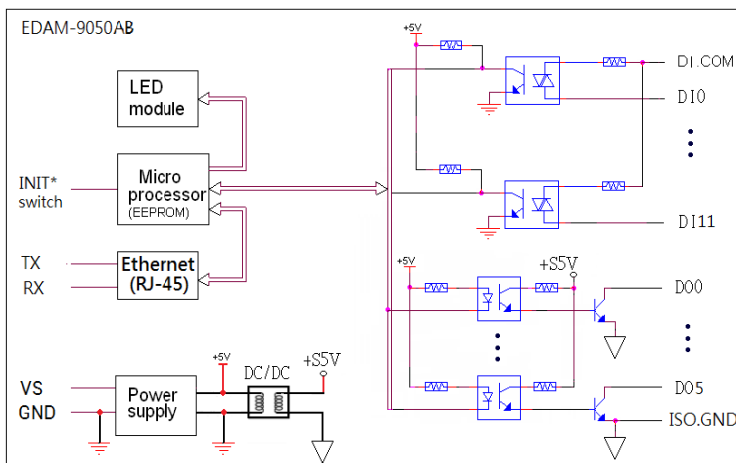 EDAM-9050AB
LED
module
INIT*
switch
Micro
processor
(EEPROM)
TX
RX
Ethernet
(RJ-45)
VS
GND
Power
supply
+5V
DC/DC
+S5V
+5V
DI.COM
DI0
DI11
+5V
+S5V
DO0
DO5
ISO.GND